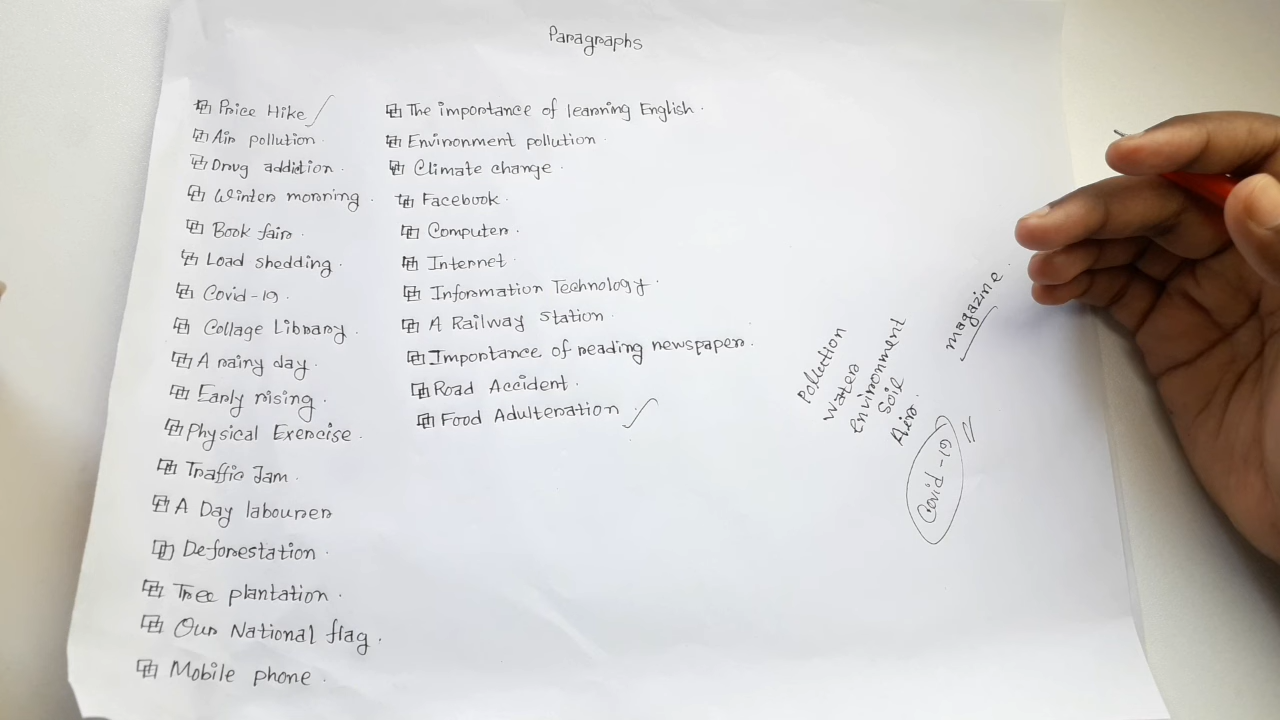 Paragraphs
Price Hike
Air pollution.
Drug addiction.
Winter morning.
Book fair.
Load shedding.
Covid-19.
Collage Library.
A rainy day.
Early rising.
Physical Exercise.
Traffic Jam.
A Day labourer
Deforestation.
Tree plantation.
Our National flag.
Mobile phone.
The importance of learning English.
Environment pollution.
Climate change.
Facebook.
Computer.
Internet.
Information Technology.
A Railway Station.
Importance of reading newspaper.
Road Accident.
Food Adulteration.
Pollution
Water
environment
Soil
Air.
Covid-19
magazine.